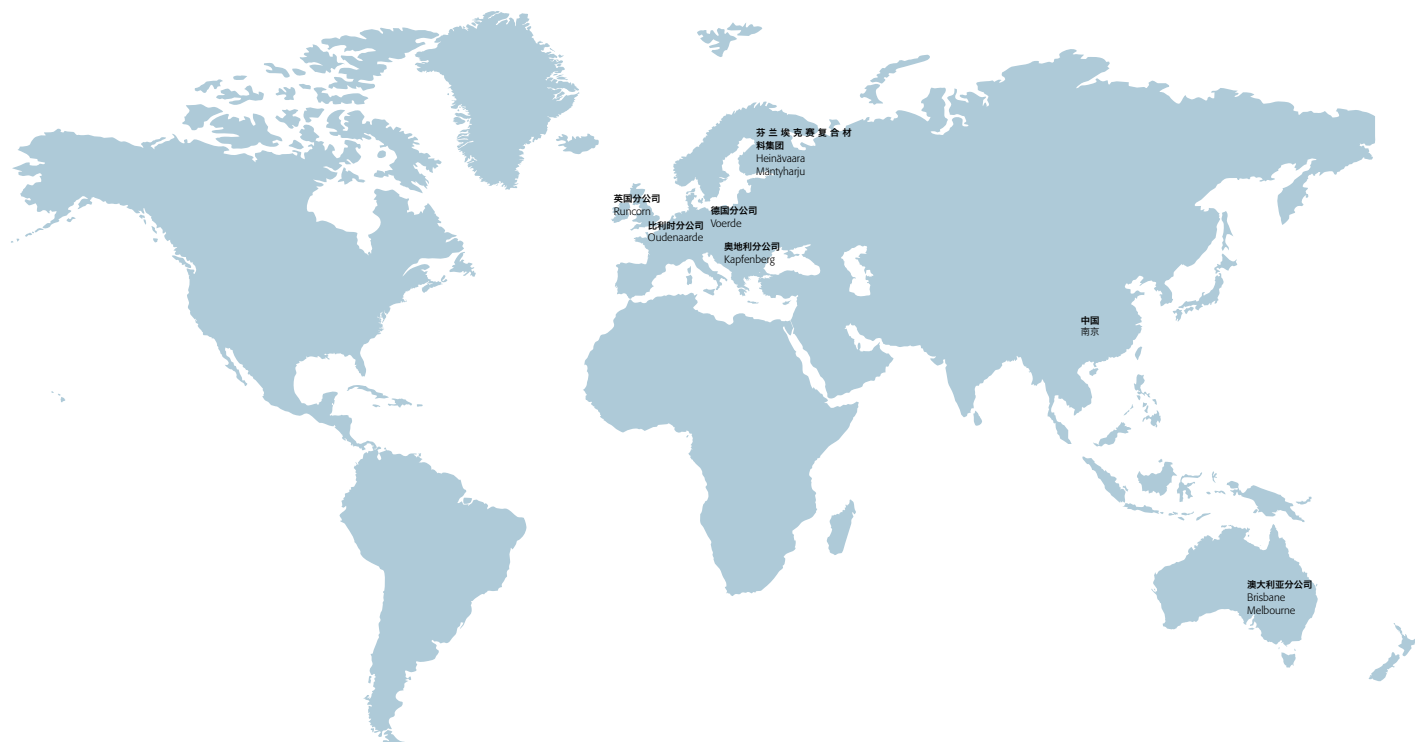 芬兰埃克赛复合材
料集团
Heinävaara
Mäntyharju
英国分公司
Runcorn
德国分公司
Voerde
比利时分公司
Oudenaarde
奥地利分公司
Kapfenberg
中国
南京
澳大利亚分公司
Brisbane
Melbourne